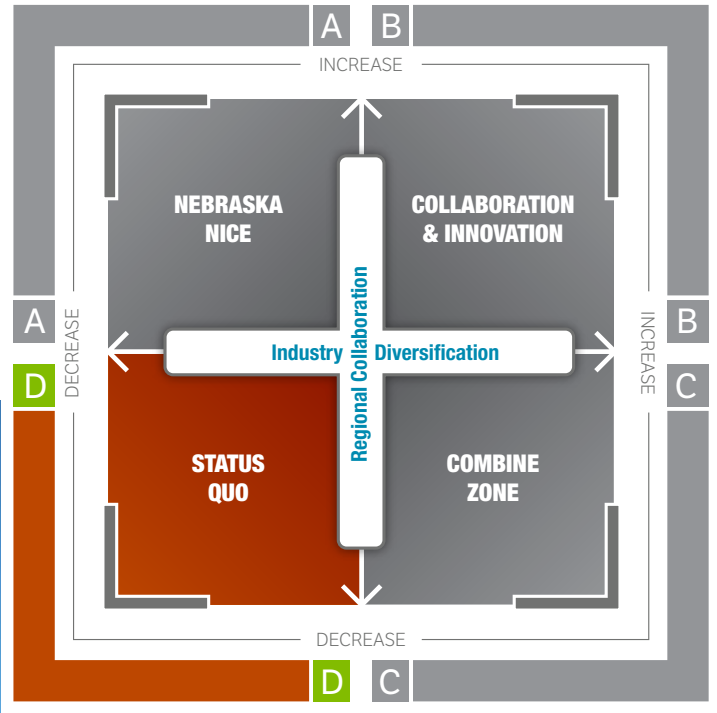 A B
INCREASE
NEBRASKA
NICE
COLLABORATION
& INNOVATION
A
DECREASE
Industry Diversification
Regional Collaboration
INCREASE
B
D
C
STATUS
QUO
COMBINE
ZONE
DECREASE
D C